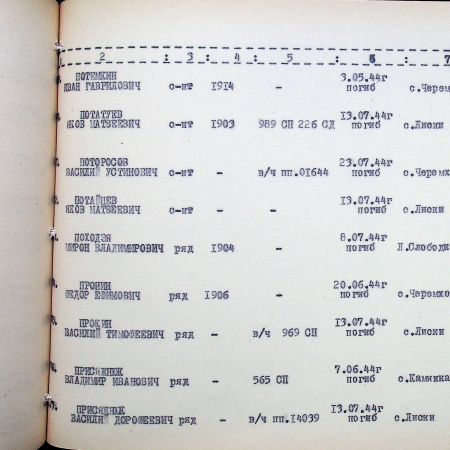 2 : 3 : 4 : 5 : 6 : 7
ПОТЕМКИН 3.05.44г
ИВАН ГАВРИЛОВИЧ с-нт 1914 - погиб с.Черем
ПОТАТУЕВ 13.07.44г
ЯКОВ МАТВЕЕВИЧ с-нт 1903 989 СП 226 СД погиб с.Лиски
ПОТОРОСОВ 23.07.44г
ВАСИЛИЙ УСТИНОВИЧ с-нт - в/ч пп.01644 погиб с.Черемх
ПОТАЙЦЕВ 13.07.44г
ЯКОВ МАТВЕЕВИЧ с-нт - - погиб с.Лиски
ПОХОДЗЯ 8.07.44г
МИРОН ВЛАДИМИРОВИЧ ряд 1904 - погиб Л.Слободи
ПРОНИН 20.06.44г
ФЕДОР ЕФИМОВИЧ ряд 1906 - погиб с.Черемхо
13.07.44г
ВАСИЛИЙ ТИМОФЕЕВИЧ ряд - в/ч 969 СП погиб с.Лиски
ПРИСЯЖНЮК 7.06.44г
ВЛАДИМИР ИВАНОВИЧ ряд - 565 СП погиб с.Камянка
ПРИСЯЖНЮК 13.07.44г
ВАСИЛИЙ ДОРОФЕЕВИЧ ряд - в/ч пп.14039 погиб с.Лиски